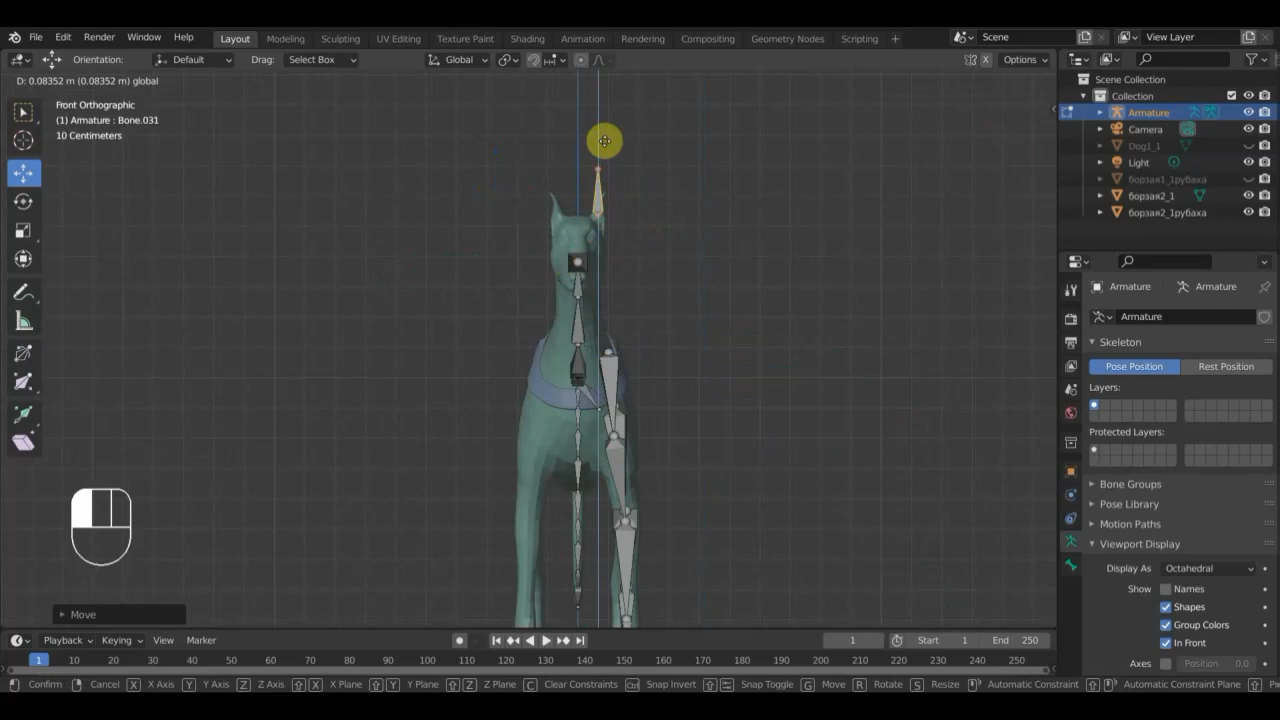 File Edit Render Window Help Layout Modeling Sculpting UV Editing Texture Paint Shading Animation Rendering Compositing Geometry Nodes Scripting + Scene View Layer
Orientation: Default Drag: Select Box Global X Options
D: 0.08352 m (0.08352 m) global
Front Orthographic
(1) Armature : Bone.031
10 Centimeters
Scene Collection
Collection
Armature
Camera
Dog1_1
Light
борзая1_1рубаха
борзая2_1
борзая2_1рубаха
Armature Armature
Armature
Skeleton
Pose Position Rest Position
Layers:
Protected Layers:
Bone Groups
Pose Library
Motion Paths
Viewport Display
Display As Octahedral
Show Names
Shapes
Group Colors
In Front
Axes Position 0.0
Move
Playback Keying View Marker 1 Start 1 End 250
1 10 20 30 40 50 60 70 80 90 100 110 120 130 140 150 160 170 180 190 200 210 220 230 240 250
Confirm Cancel X X Axis Y Y Axis Z Z Axis X X Plane Y Y Plane Z Z Plane C Clear Constraints Ctrl Snap Invert Snap Toggle G Move R Rotate S Resize Automatic Constraint Automatic Constraint Plane